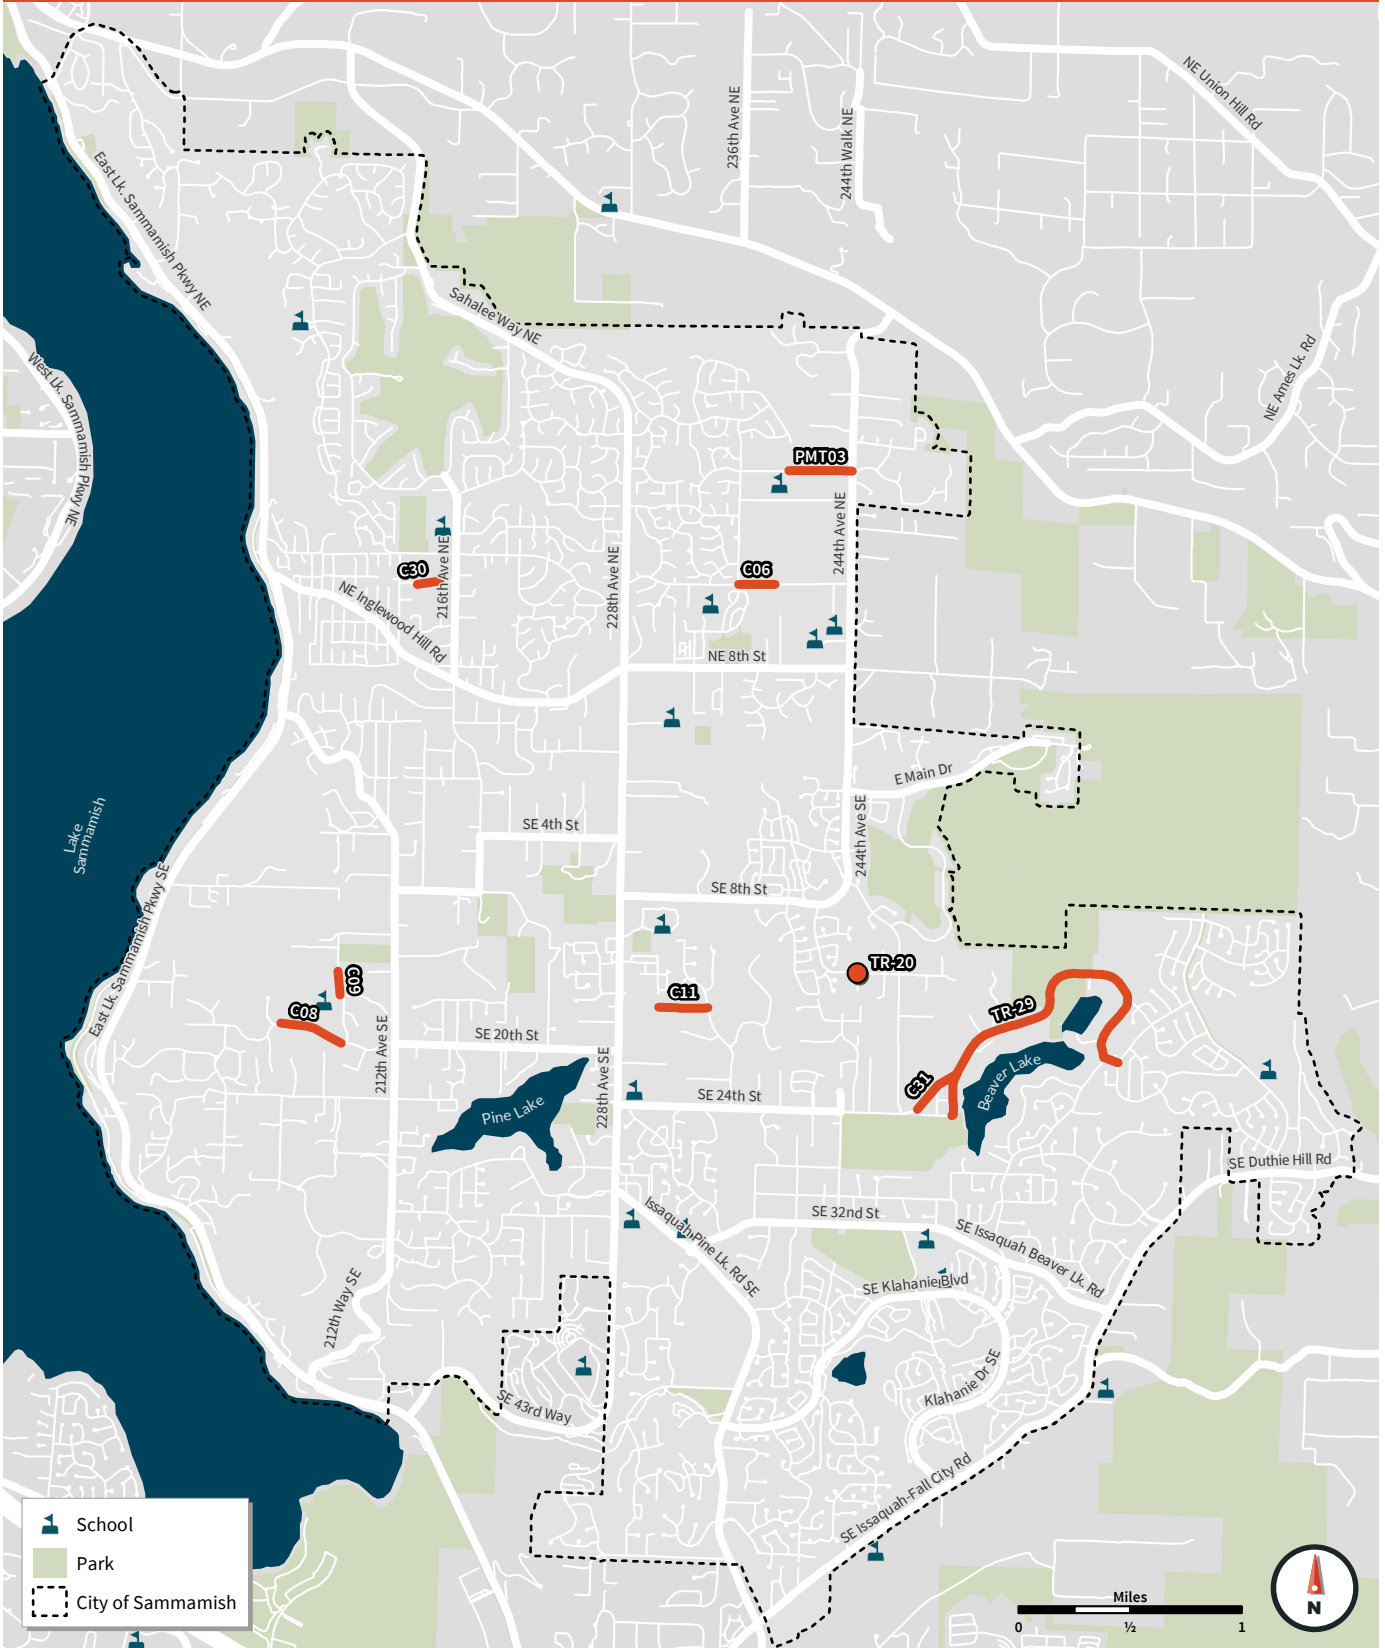 NE Union Hill Rd
236th Ave NE
244th Walk NE
East Lk. Sammamish Pkwy NE
Sahalee Way NE
NE Ames Lk. Rd
West Lk. Sammamish Pkwy NE
PMT03
244th Ave NE
216th Ave NE
228th Ave NE
C30
C06
NE Inglewood Hill Rd
NE 8th St
E Main Dr
Lake
Sammamish
SE 4th St
244th Ave SE
SE 8th St
East Lk. Sammamish Pkwy SE
C09
TR-20
C11
C08
TR-29
SE 20th St
212th Ave SE
228th Ave SE
Beaver Lake
C31
SE 24th St
Pine Lake
SE Duthie Hill Rd
Issaquah-Pine Lk. Rd SE
SE 32nd St
SE Issaquah Beaver Lk. Rd
212th Way SE
SE Klahanie Blvd
Klahanie Dr SE
SE 43rd Way
SE Issaquah-Fall City Rd
School
Park
City of Sammamish
Miles
0 ½ 1
N